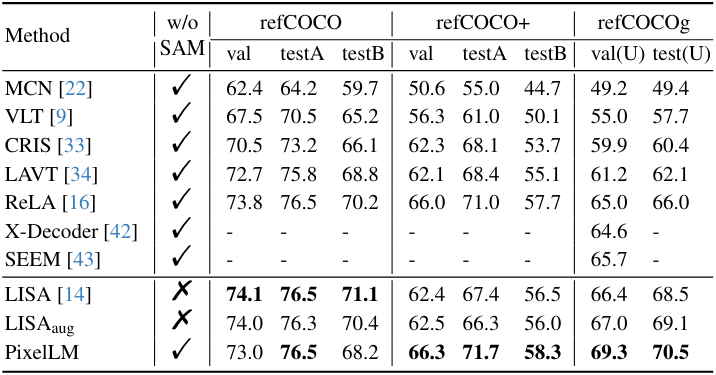 Method w/o SAM refCOCO refCOCO+ refCOCOg
val testA testB val testA testB val(U) test(U)
MCN [22] ✓ 62.4 64.2 59.7 50.6 55.0 44.7 49.2 49.4
VLT [9] ✓ 67.5 70.5 65.2 56.3 61.0 50.1 55.0 57.7
CRIS [33] ✓ 70.5 73.2 66.1 62.3 68.1 53.7 59.9 60.4
LAVT [34] ✓ 72.7 75.8 68.8 62.1 68.4 55.1 61.2 62.1
ReLA [16] ✓ 73.8 76.5 70.2 66.0 71.0 57.7 65.0 66.0
X-Decoder [42] ✓ - - - - - - 64.6 -
SEEM [43] ✓ - - - - - - 65.7 -
LISA [14] ✗ 74.1 76.5 71.1 62.4 67.4 56.5 66.4 68.5
LISAaug ✗ 74.0 76.3 70.4 62.5 66.3 56.0 67.0 69.1
PixelLM ✓ 73.0 76.5 68.2 66.3 71.7 58.3 69.3 70.5